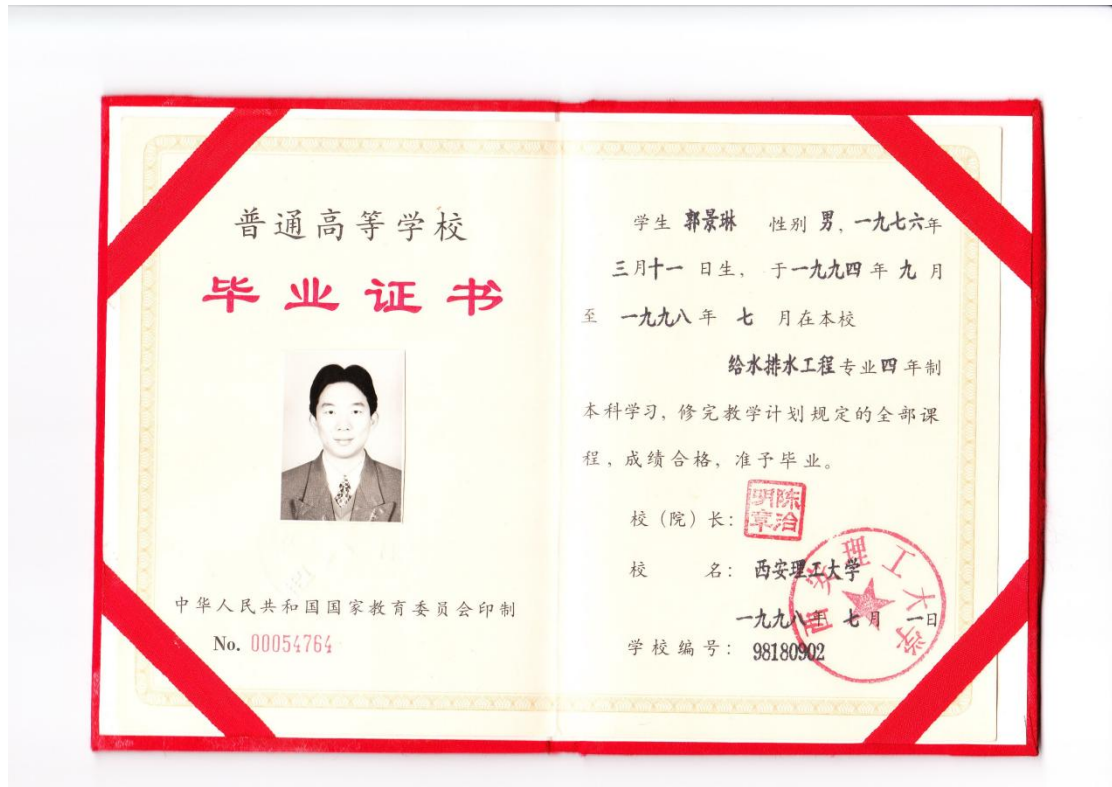 普通高等学校
毕业证书
中华人民共和国国家教育委员会印制
No. 00054764
学生 郭景琳 性别 男, 一九七六年
三月十一 日生, 于一九九四 年 九 月
至 一九九八 年 七 月在本校
给水排水工程 专业 四 年制
本科学习, 修完教学计划规定的全部课
程, 成绩合格, 准予毕业。
校（院）长: 陈治明章
校 名: 西安理工大学
西安理工大学
一九九八年 七 月 一日
学校编号: 98180902